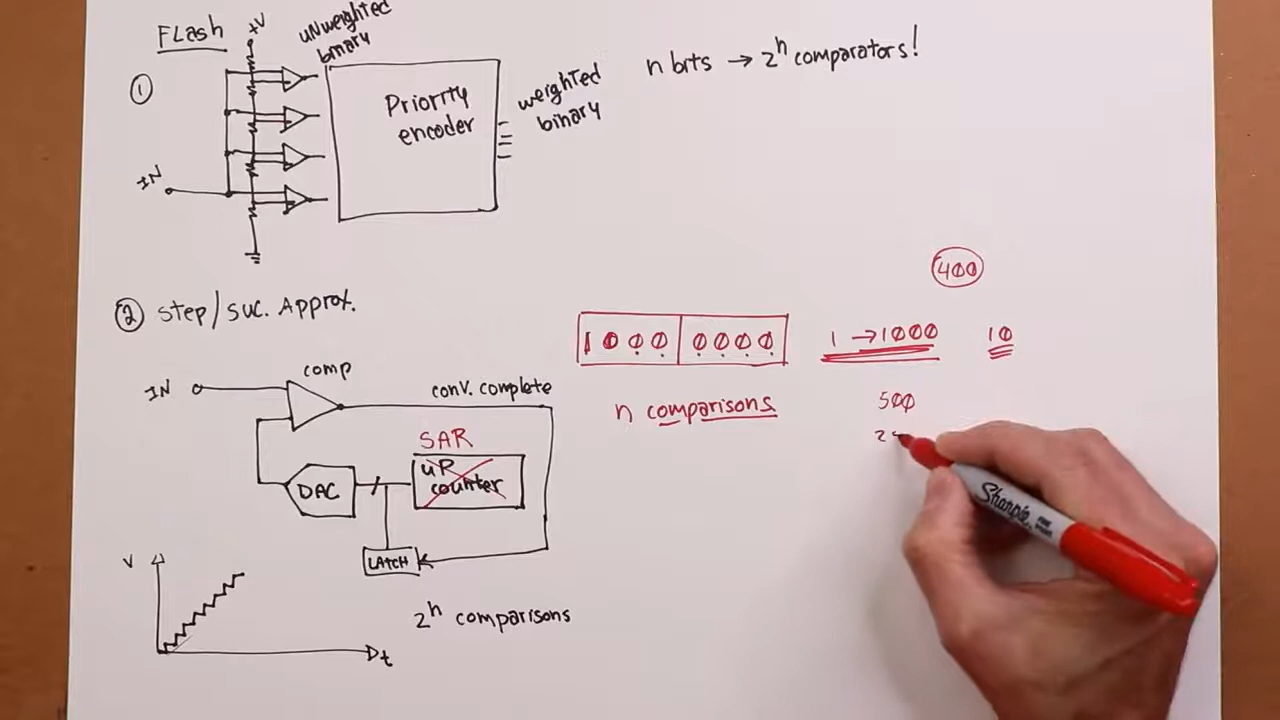 FLash
+V
uNweighted
binary
①
Priority
encoder
weighted
binary
n bits → 2ⁿ comparators!
IN
② Step/Suc. Approx.
400
1000 0000
1 → 1000
10
n comparisons
500
IN
comp
conv. complete
SAR
UP
counter
DAC
LATCH
V
t
2ⁿ comparisons
Sharpie